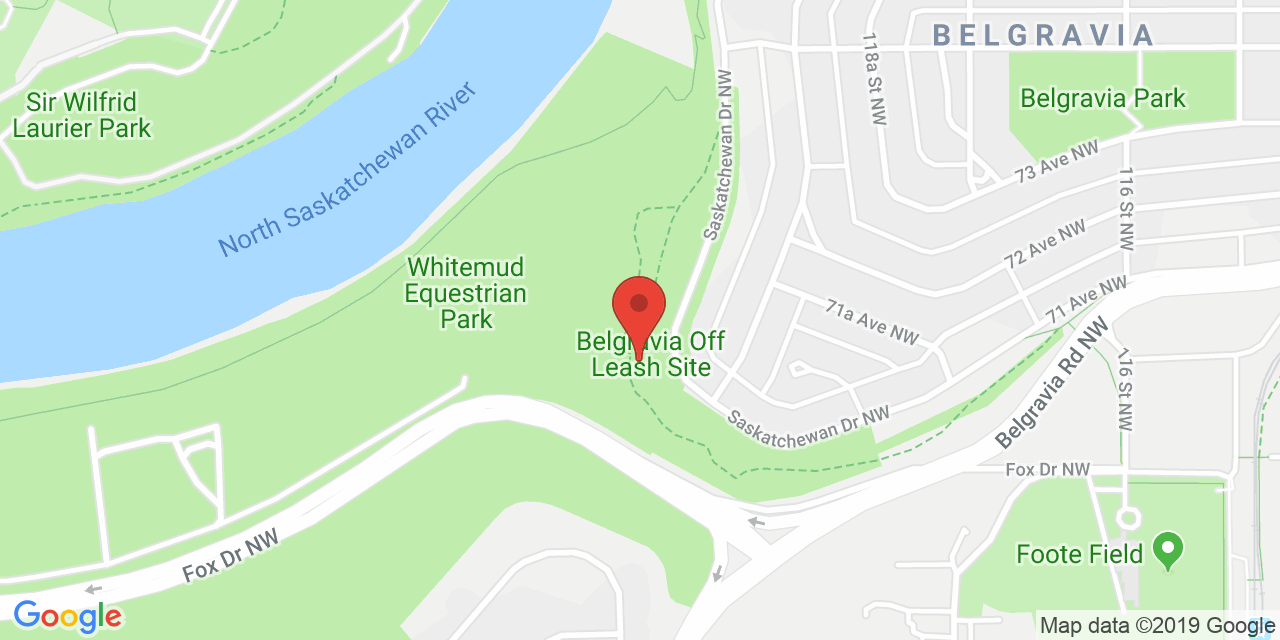 BELGRAVIA
118a St NW
Belgravia Park
Sir Wilfrid
Laurier Park
North Saskatchewan River
Saskatchewan Dr NW
73 Ave NW
116 St NW
72 Ave NW
Whitemud
Equestrian
Park
71a Ave NW
71 Ave NW
Belgravia Off
Leash Site
Belgravia Rd NW
116 St NW
Saskatchewan Dr NW
Fox Dr NW
Fox Dr NW
Foote Field
Google
Map data ©2019 Google